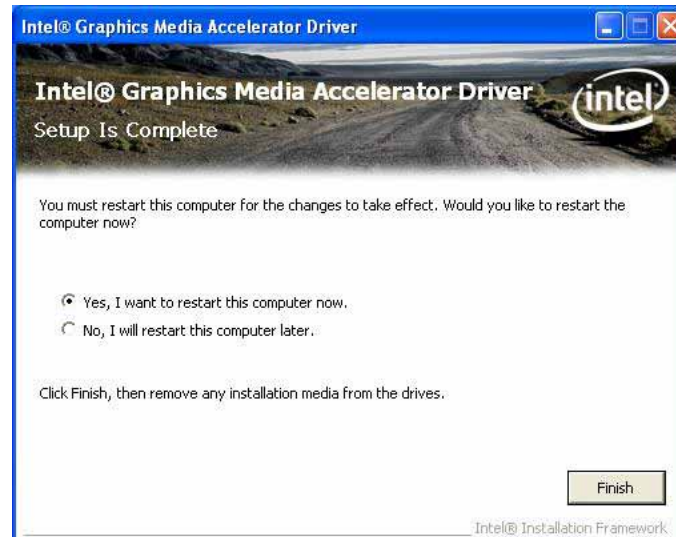 Intel® Graphics Media Accelerator Driver
Intel® Graphics Media Accelerator Driver
intel
Setup Is Complete
You must restart this computer for the changes to take effect. Would you like to restart the
computer now?
Yes, I want to restart this computer now.
No, I will restart this computer later.
Click Finish, then remove any installation media from the drives.
Finish
Intel® Installation Framework